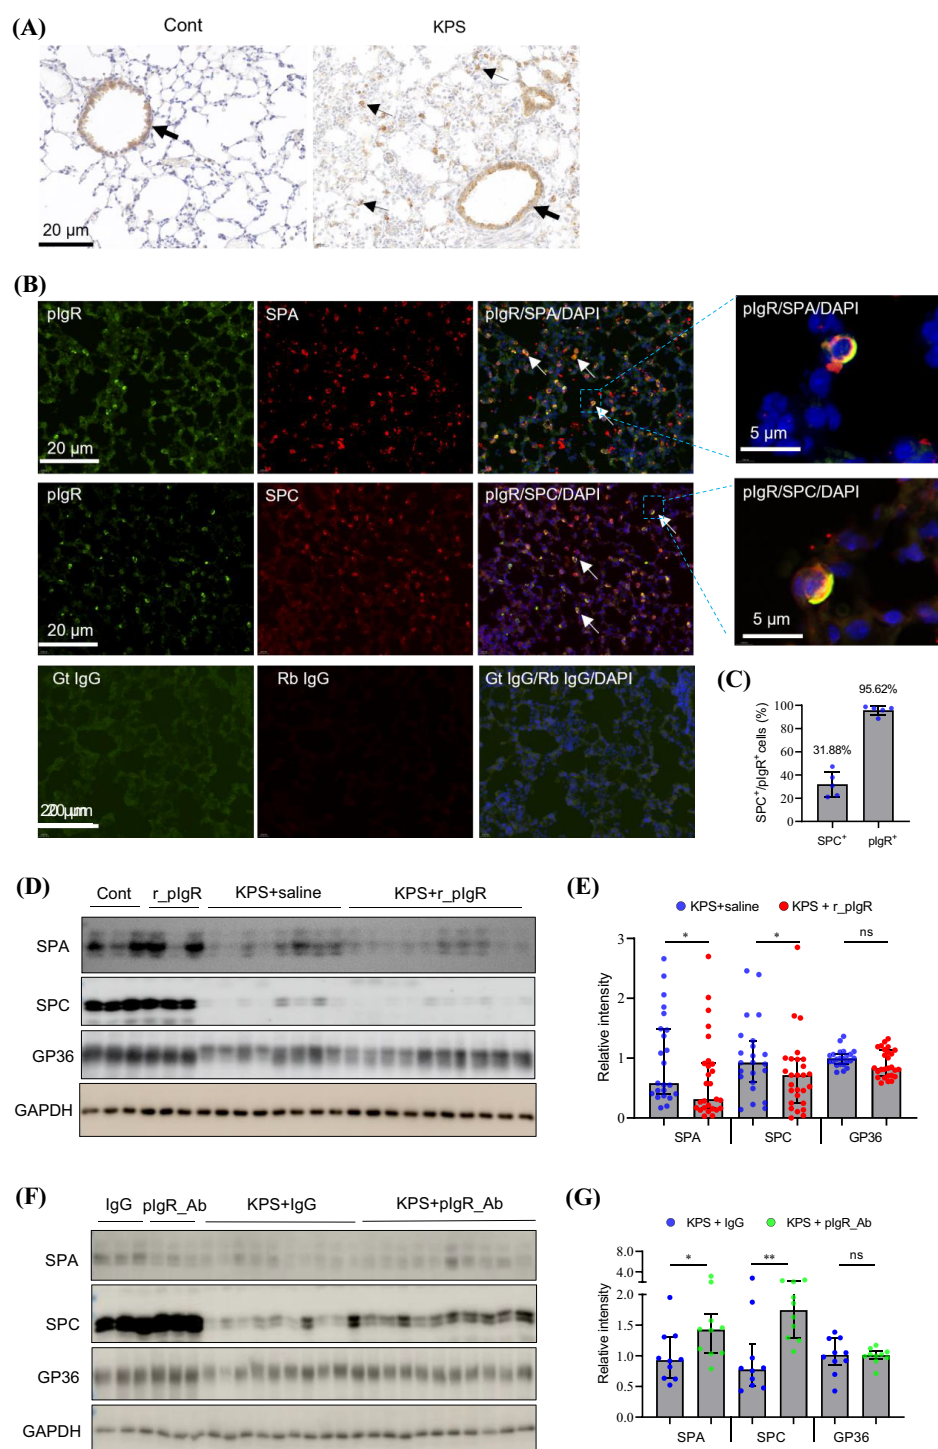 (A)
Cont
KPS
20 µm
(B)
pIgR
SPA
pIgR/SPA/DAPI
pIgR/SPA/DAPI
20 µm
5 µm
pIgR
SPC
pIgR/SPC/DAPI
pIgR/SPC/DAPI
20 µm
5 µm
Gt IgG
Rb IgG
Gt IgG/Rb IgG/DAPI
20 µm
(C)
SPC⁺/pIgR⁺cells (%)
100
80
60
40
20
0
31.88%
95.62%
SPC⁺
pIgR⁺
(D)
Cont
r_pIgR
KPS+saline
KPS+r_pIgR
SPA
SPC
GP36
GAPDH
(E)
KPS+saline
KPS + r_pIgR
Relative intensity
3
2
1
0
*
*
ns
SPA
SPC
GP36
(F)
IgG
pIgR_Ab
KPS+IgG
KPS+pIgR_Ab
SPA
SPC
GP36
GAPDH
(G)
KPS + IgG
KPS + pIgR_Ab
Relative intensity
8.0
4.0
2.0
1.5
1.0
0.5
0.0
*
**
ns
SPA
SPC
GP36